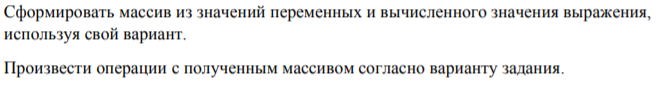 Сформировать массив из значений переменных и вычисленного значения выражения,
используя свой вариант.
Произвести операции с полученным массивом согласно варианту задания.